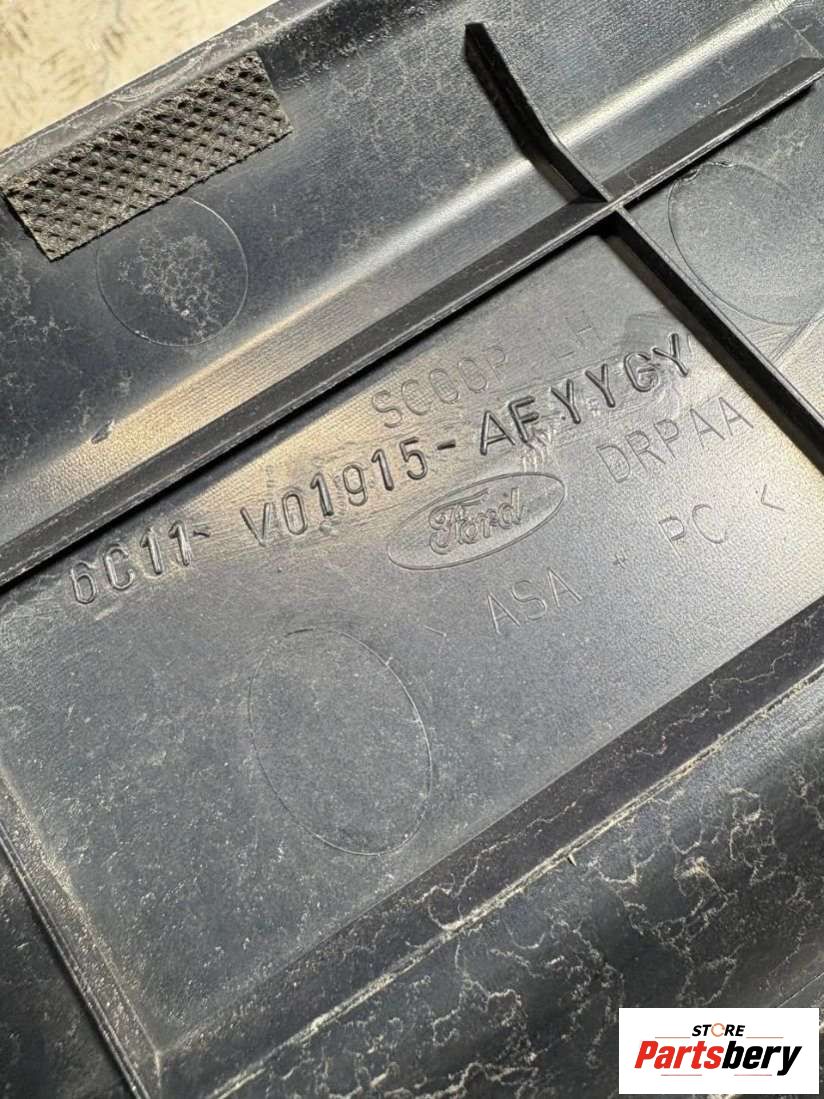 SCOOP LH
6C11-V01915-AFYYGY
Ford DRPAA
> ASA + PC <
STORE
Partsbery